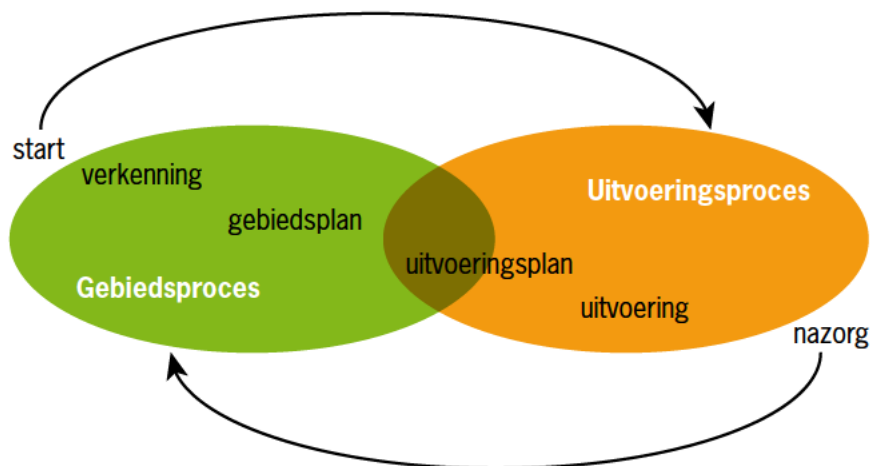 start
verkenning
gebiedsplan
Gebiedsproces
Uitvoeringsproces
uitvoeringsplan
uitvoering
nazorg